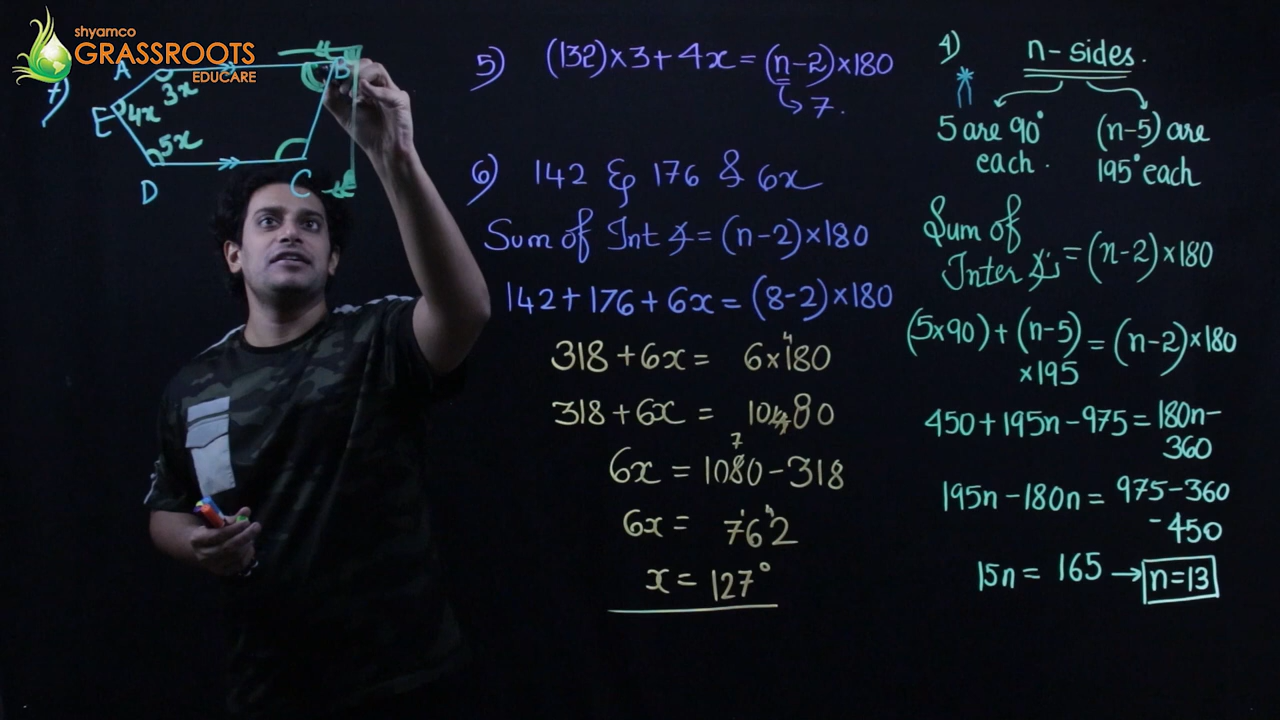 shyamco
GRASSROOTS
EDUCARE
7)
A
B
3x
E
4x
5x
D
C
5) (132)×3+4x=(n-2)×180
7.
6) 142 & 176 & 6x
Sum of Int ∡=(n-2)×180
142+176+6x=(8-2)×180
318+6x= 6×180
318+6x= 1080
6x=1080-318
6x= 762
x=127°
4) n-sides.
5 are 90° each.
(n-5) are 195° each
Sum of
Inter ∡'s=(n-2)×180
(5×90)+(n-5)=(n-2)×180
×195
450+195n-975=180n-
360
195n-180n= 975-360
-450
15n= 165 →n=13